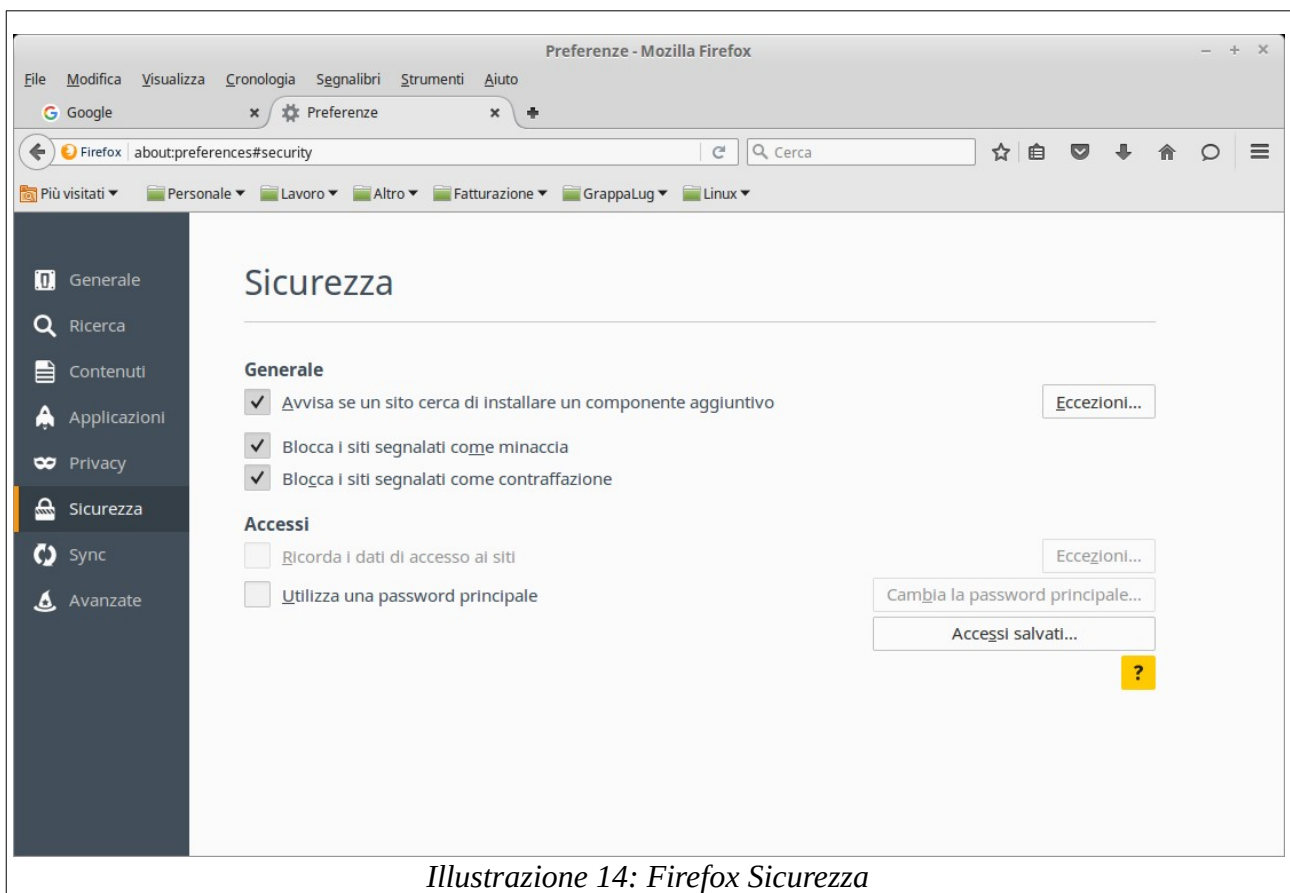 Preferenze - Mozilla Firefox
File Modifica Visualizza Cronologia Segnalibri Strumenti Aiuto
Google Preferenze
Firefox about:preferences#security Cerca
Più visitati Personale Lavoro Altro Fatturazione GrappaLug Linux
Generale
Ricerca
Contenuti
Applicazioni
Privacy
Sicurezza
Sync
Avanzate
Sicurezza
Generale
Avvisa se un sito cerca di installare un componente aggiuntivo Eccezioni...
Blocca i siti segnalati come minaccia
Blocca i siti segnalati come contraffazione
Accessi
Ricorda i dati di accesso ai siti Eccezioni...
Utilizza una password principale Cambia la password principale...
Accessi salvati...
?
Illustrazione 14: Firefox Sicurezza